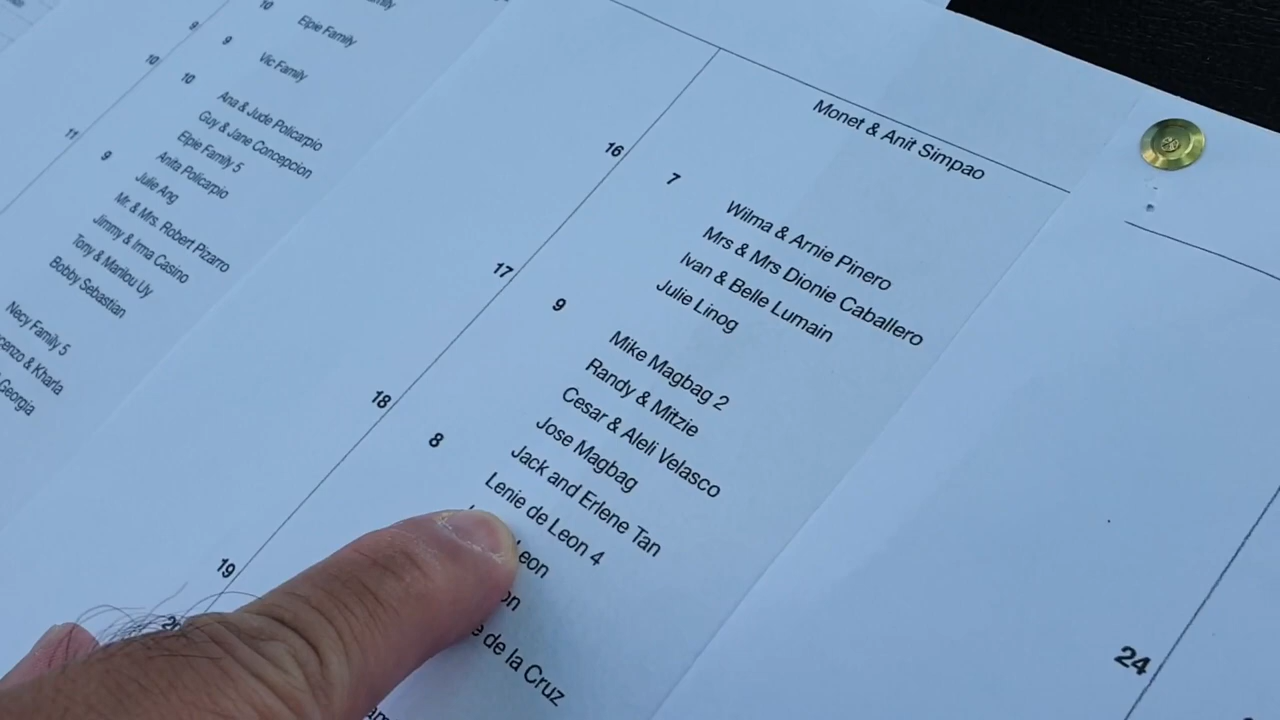 10
Elpie Family
9
9
Vic Family
10
10
Ana & Jude Policarpio
Guy & Jane Concepcion
Elpie Family 5
Anita Policarpio
11
9
Julie Ang
Mr. & Mrs. Robert Pizarro
Jimmy & Irma Casino
Tony & Marilou Uy
Bobby Sebastian
Necy Family 5
& Kharla
Georgia
Monet & Anit Simpao
16
7
Wilma & Arnie Pinero
Mrs & Mrs Dionie Caballero
Ivan & Belle Lumain
Julie Linog
17
9
Mike Magbag 2
Randy & Mitzie
Cesar & Aleli Velasco
Jose Magbag
18
8
Jack and Erlene Tan
Lenie de Leon 4
Leon
de la Cruz
19
24